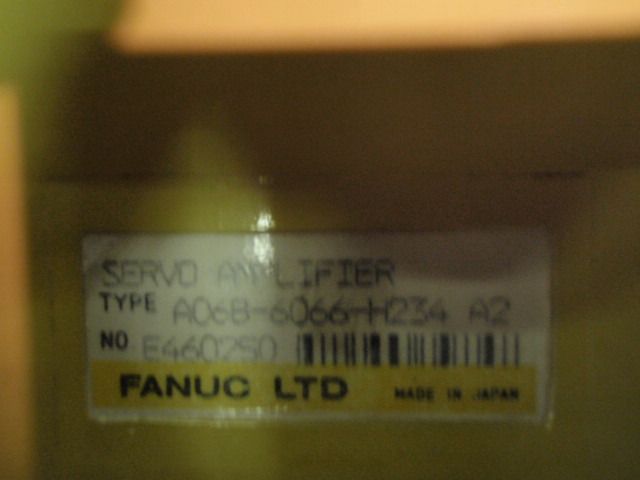 SERVO AMPLIFIER
TYPE A06B-6066-H234 A2
NO E460250
FANUC LTD MADE IN JAPAN